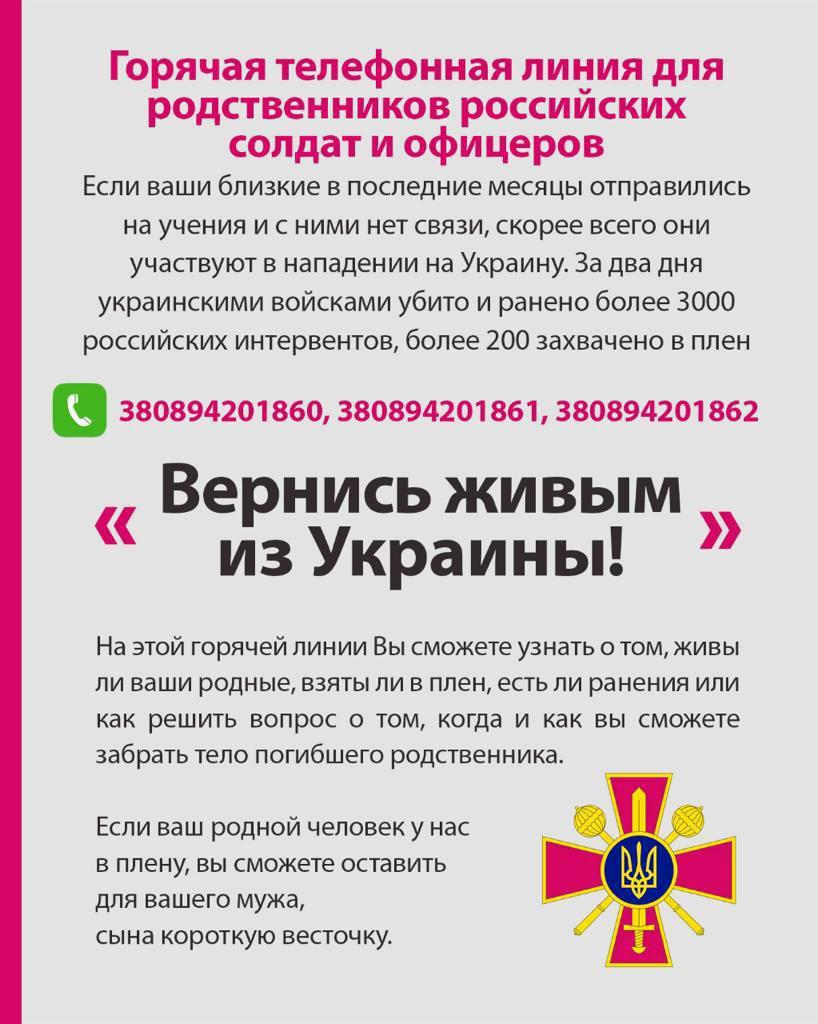 Горячая телефонная линия для
родственников российских
солдат и офицеров
Если ваши близкие в последние месяцы отправились
на учения и с ними нет связи, скорее всего они
участвуют в нападении на Украину. За два дня
украинскими войсками убито и ранено более 3000
российских интервентов, более 200 захвачено в плен
380894201860, 380894201861, 380894201862
« Вернись живым
из Украины! »
На этой горячей линии Вы сможете узнать о том, живы
ли ваши родные, взяты ли в плен, есть ли ранения или
как решить вопрос о том, когда и как вы сможете
забрать тело погибшего родственника.
Если ваш родной человек у нас
в плену, вы сможете оставить
для вашего мужа,
сына короткую весточку.